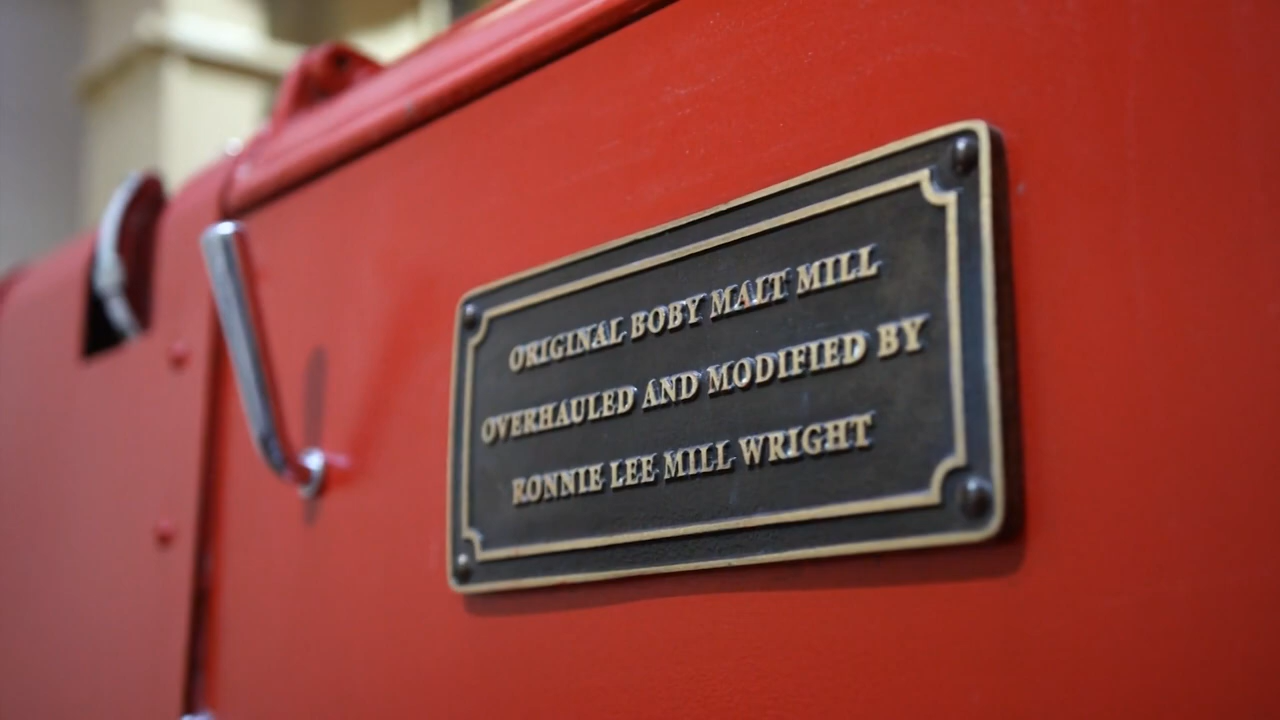 ORIGINAL BOBY MALT MILL
OVERHAULED AND MODIFIED BY
RONNIE LEE MILL WRIGHT